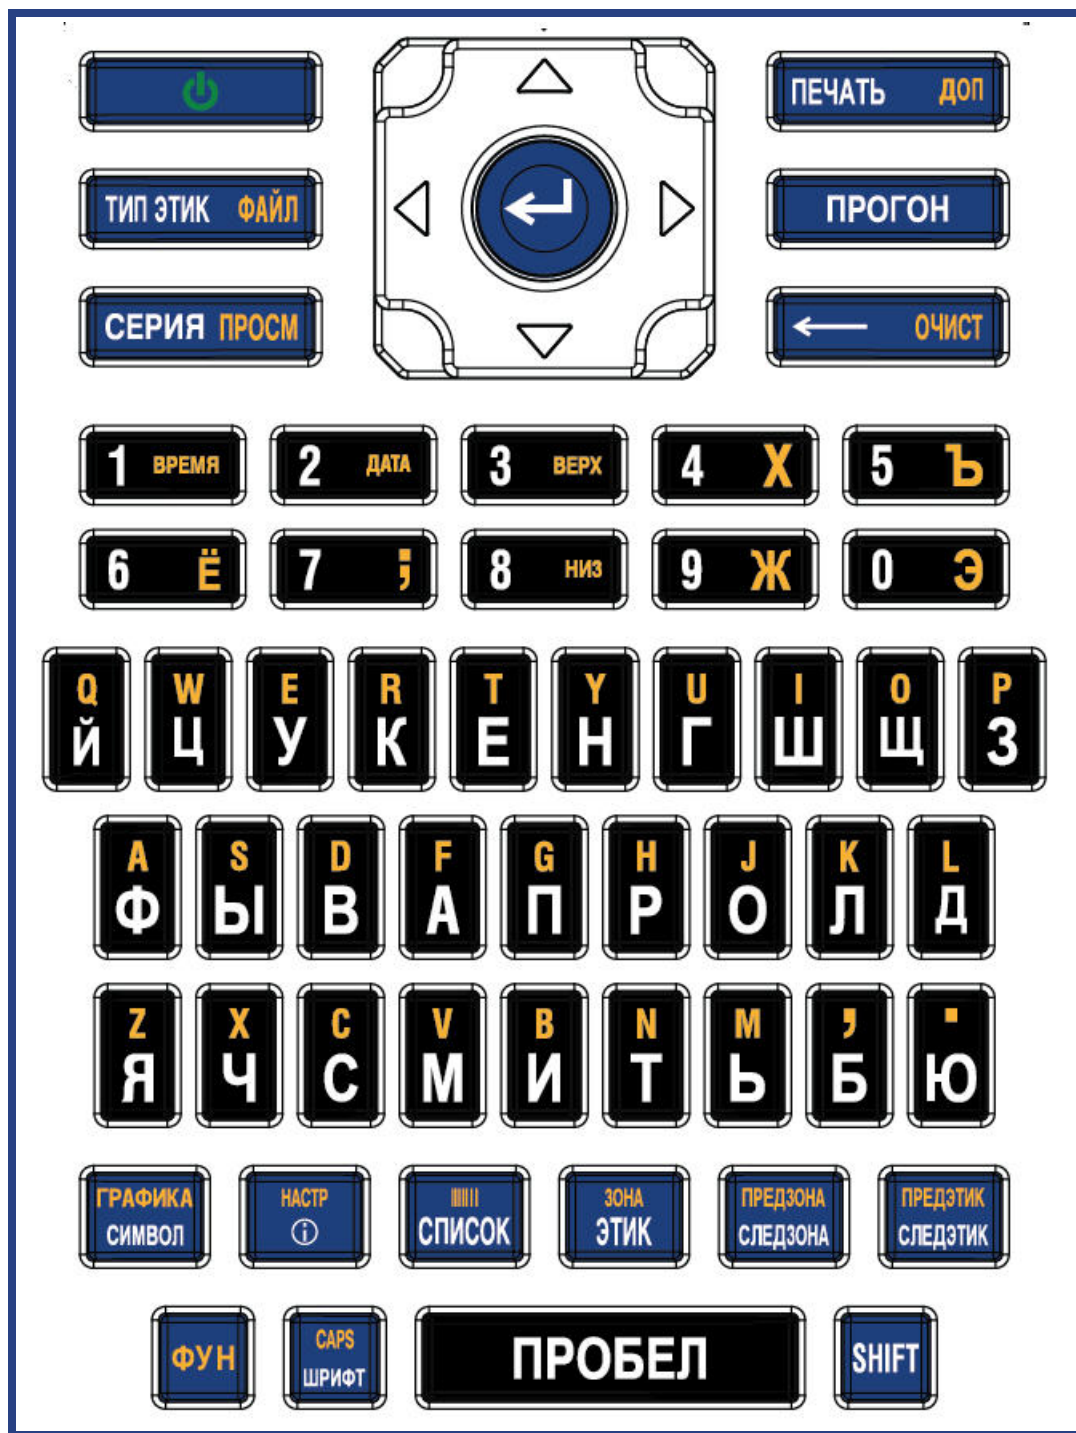 ПЕЧАТЬ ДОП
ТИП ЭТИК ФАЙЛ
ПРОГОН
СЕРИЯ ПРОСМ
ОЧИСТ
1 ВРЕМЯ 2 ДАТА 3 ВЕРХ 4 Х 5 Ъ
6 Ё 7 ; 8 НИЗ 9 Ж 0 Э
Q W E R T Y U I O P
Й Ц У К Е Н Г Ш Щ З
A S D F G H J K L
Ф Ы В А П Р О Л Д
Z X C V B N M , .
Я Ч С М И Т Ь Б Ю
ГРАФИКА НАСТР ЗОНА ПРЕДЗОНА ПРЕДЭТИК
СИМВОЛ СПИСОК ЭТИК СЛЕДЗОНА СЛЕДЭТИК
ФУН CAPS ПРОБЕЛ SHIFT
ШРИФТ